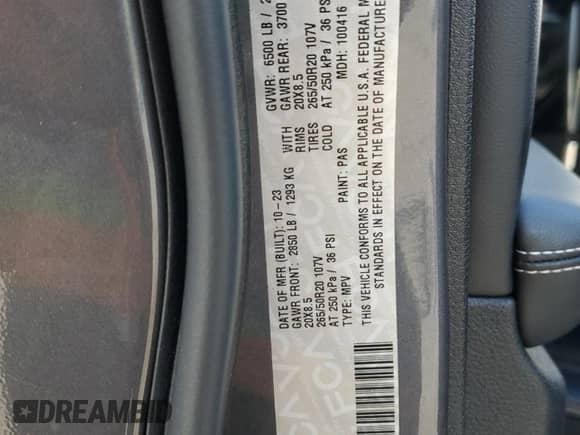 DATE OF MFR (BUILT): 10-23 GVWR: 6500 LB /
GAWR FRONT: 2850 LB / 1293 KG WITH GAWR REAR: 3700
20X8.5 RIMS 20X8.5
265/50R20 107V TIRES 265/50R20 107V
AT 250 kPa / 36 PSI COLD AT 250 kPa / 36 PSI
TYPE: MPV PAINT: PAS MDH: 100416
THIS VEHICLE CONFORMS TO ALL APPLICABLE U.S.A. FEDERAL
STANDARDS IN EFFECT ON THE DATE OF MANUFACTURE
DREAMBID